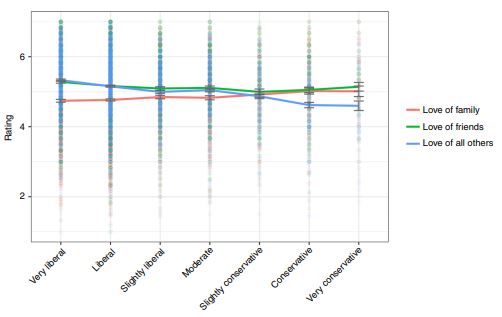 Rating
6
4
2
Very liberal
Liberal
Slightly liberal
Moderate
Slightly conservative
Conservative
Very conservative
Love of family
Love of friends
Love of all others